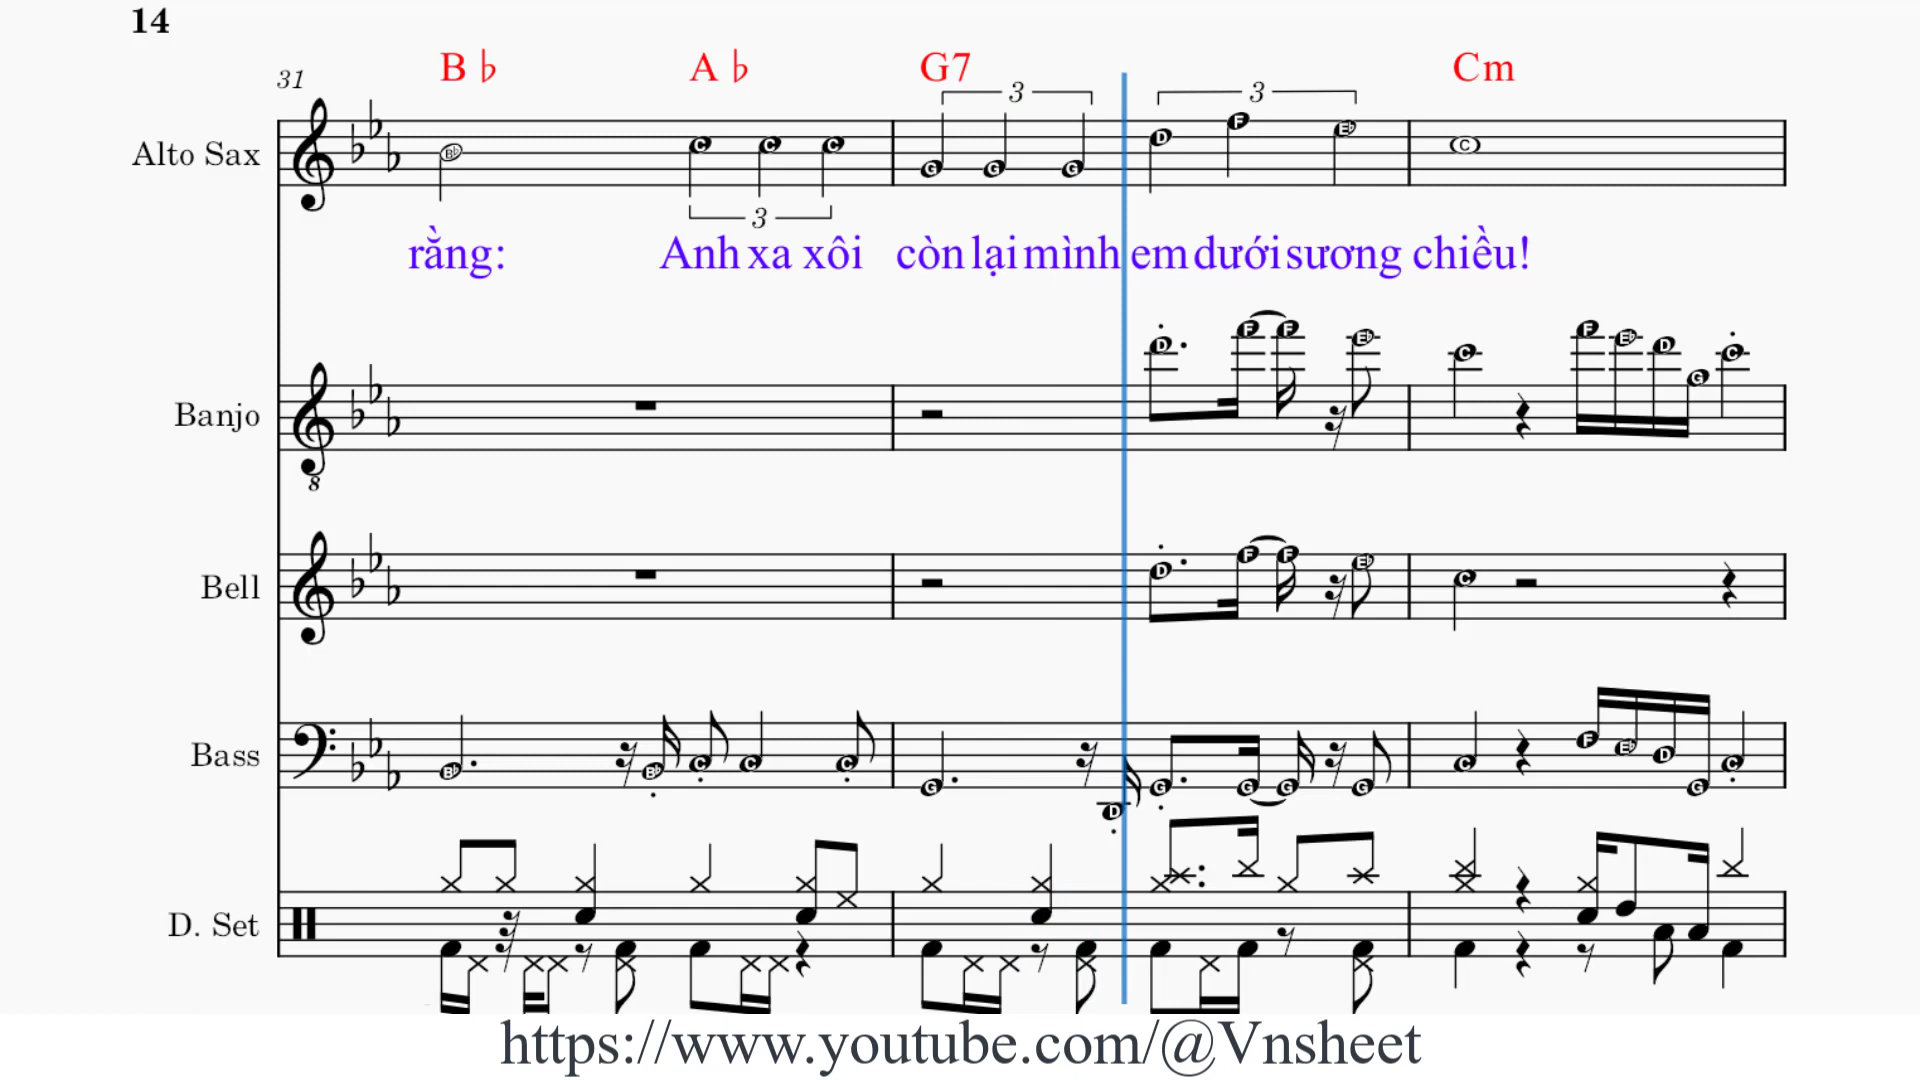 14
31
B♭ A♭ G7 Cm
3 3
Alto Sax
B♭ C C C G G G D F E♭ C
3
rằng: Anh xa xôi còn lại mình em dưới sương chiều!
D F F E♭ C F E♭ D G C
Banjo
8
D F F E♭ C
Bell
Bass
B♭ B♭ C C C G D G G G G C F E♭ D G C
D. Set
https://www.youtube.com/@Vnsheet